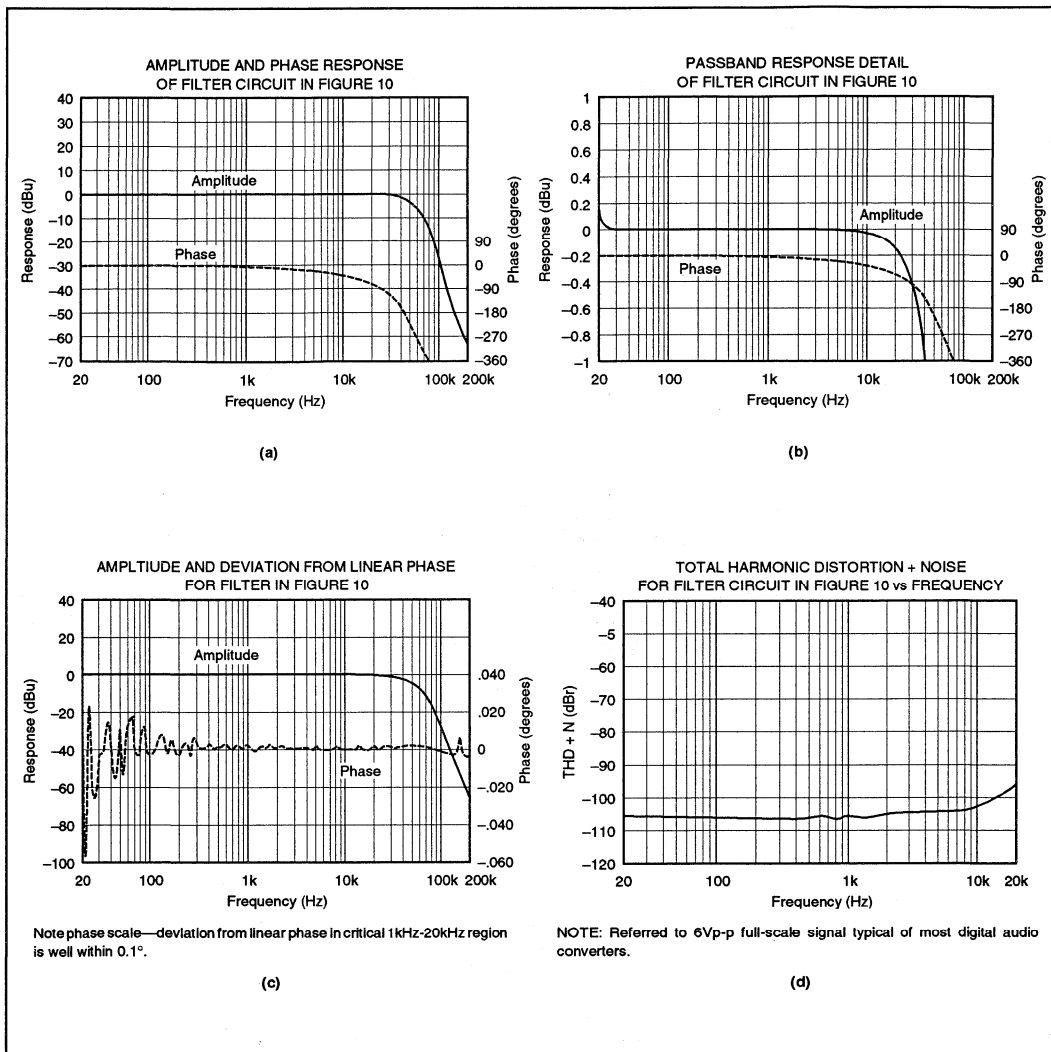 AMPLITUDE AND PHASE RESPONSE
OF FILTER CIRCUIT IN FIGURE 10
40
30
20
10
0
–10
–20
–30
–40
–50
–60
–70
Response (dBu)
Amplitude
Phase
90
0
–90
–180
–270
–360
Phase (degrees)
20 100 1k 10k 100k 200k
Frequency (Hz)
(a)
PASSBAND RESPONSE DETAIL
OF FILTER CIRCUIT IN FIGURE 10
1
0.8
0.6
0.4
0.2
0
–0.2
–0.4
–0.6
–0.8
–1
Response (dBu)
Amplitude
Phase
90
0
–90
–180
–270
–360
Phase (degrees)
20 100 1k 10k 100k 200k
Frequency (Hz)
(b)
AMPLTIUDE AND DEVIATION FROM LINEAR PHASE
FOR FILTER IN FIGURE 10
40
20
0
–20
–40
–60
–80
–100
Response (dBu)
Amplitude
Phase
.040
.020
0
–.020
–.040
–.060
Phase (degrees)
20 100 1k 10k 100k 200k
Frequency (Hz)
Note phase scale—deviation from linear phase in critical 1kHz-20kHz region
is well within 0.1°.
(c)
TOTAL HARMONIC DISTORTION + NOISE
FOR FILTER CIRCUIT IN FIGURE 10 vs FREQUENCY
–40
–5
–60
–70
–80
–90
–100
–110
–120
THD + N (dBr)
20 100 1k 10k 20k
Frequency (Hz)
NOTE: Referred to 6Vp-p full-scale signal typical of most digital audio
converters.
(d)